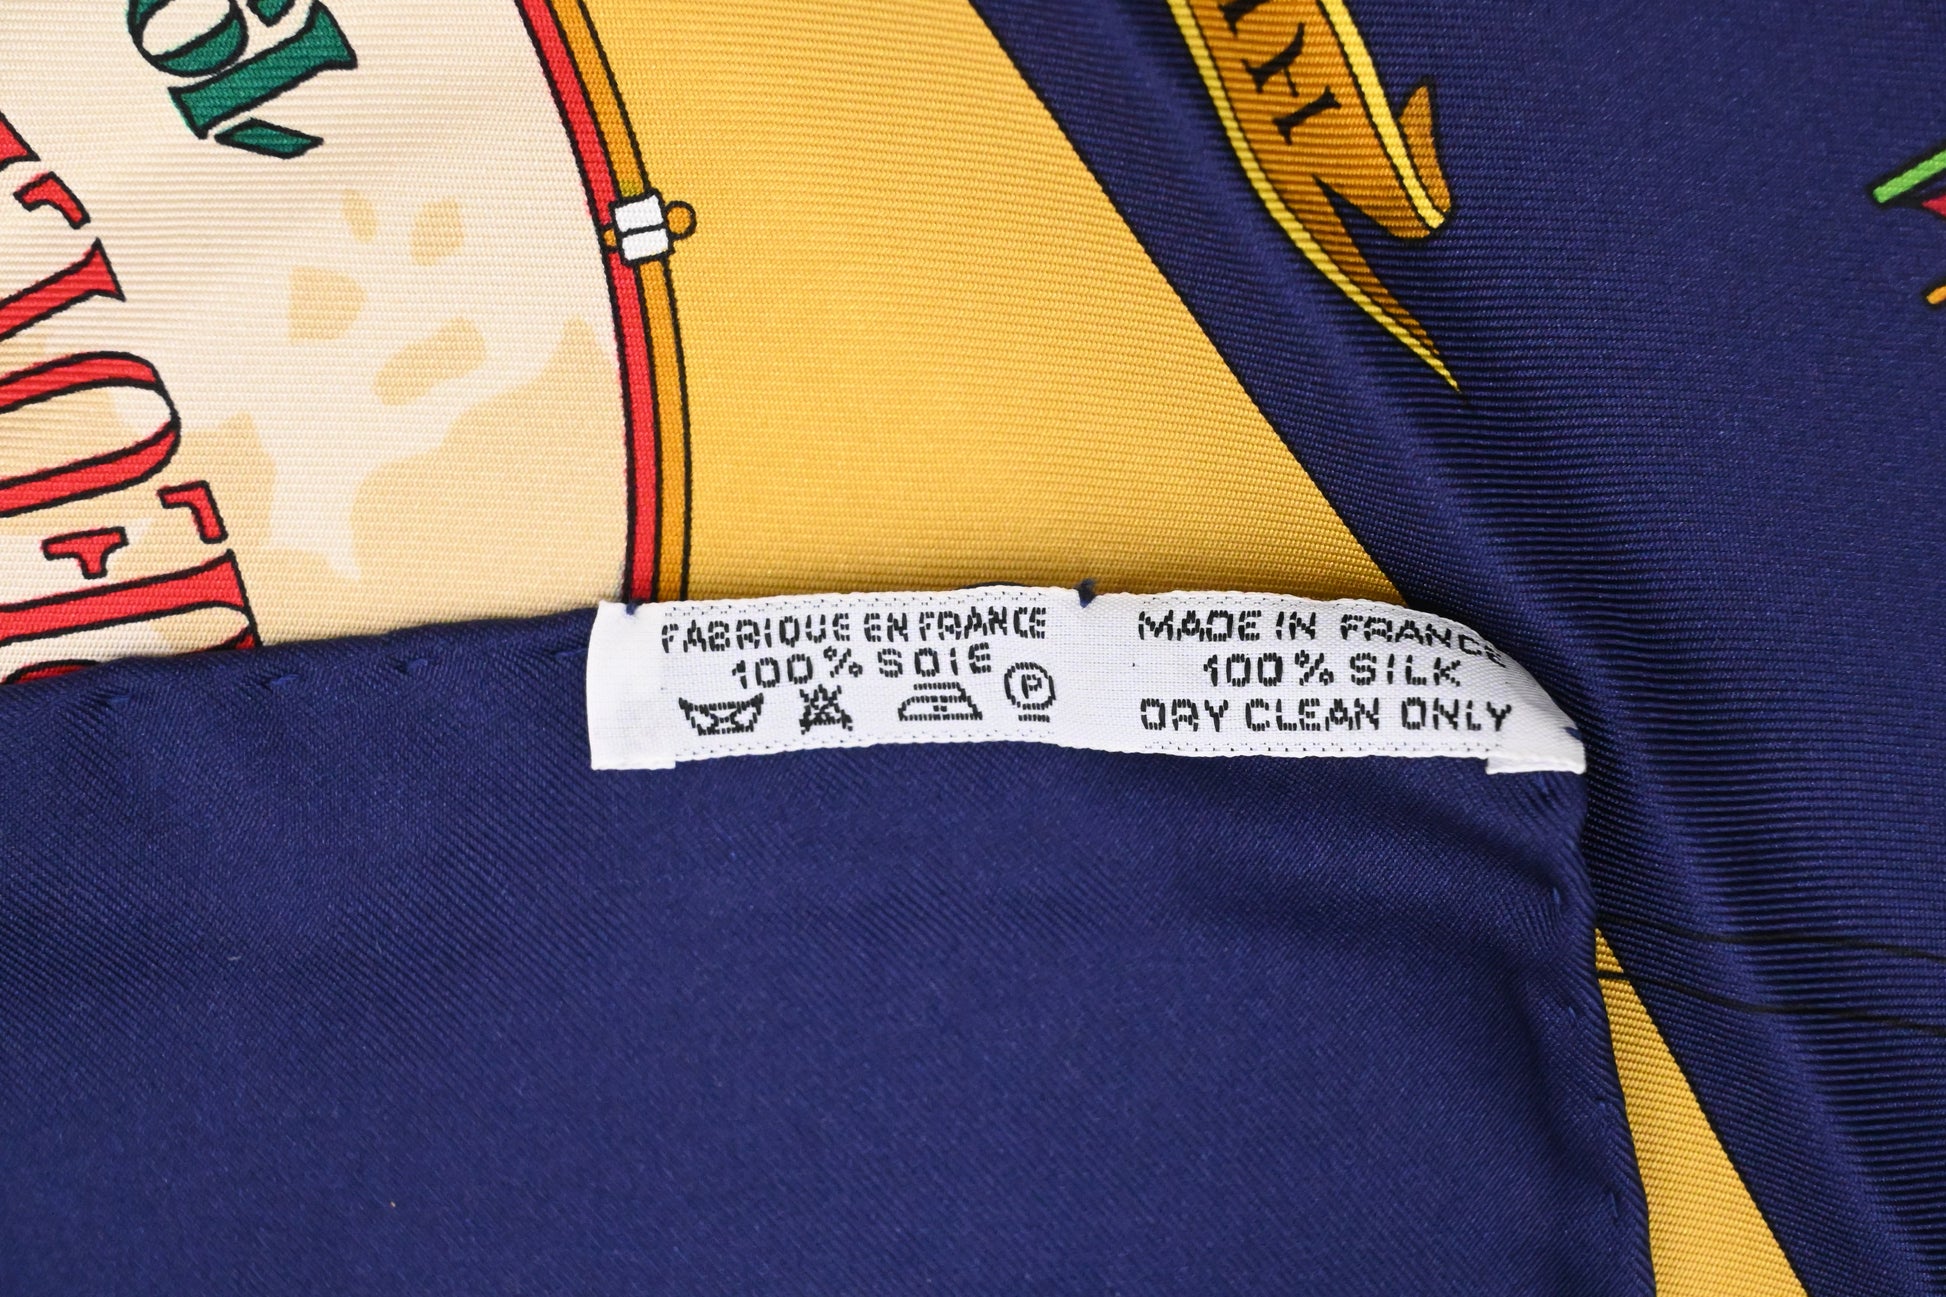 FABRIQUE EN FRANCE
100% SOIE
P
MADE IN FRANCE
100% SILK
DRY CLEAN ONLY